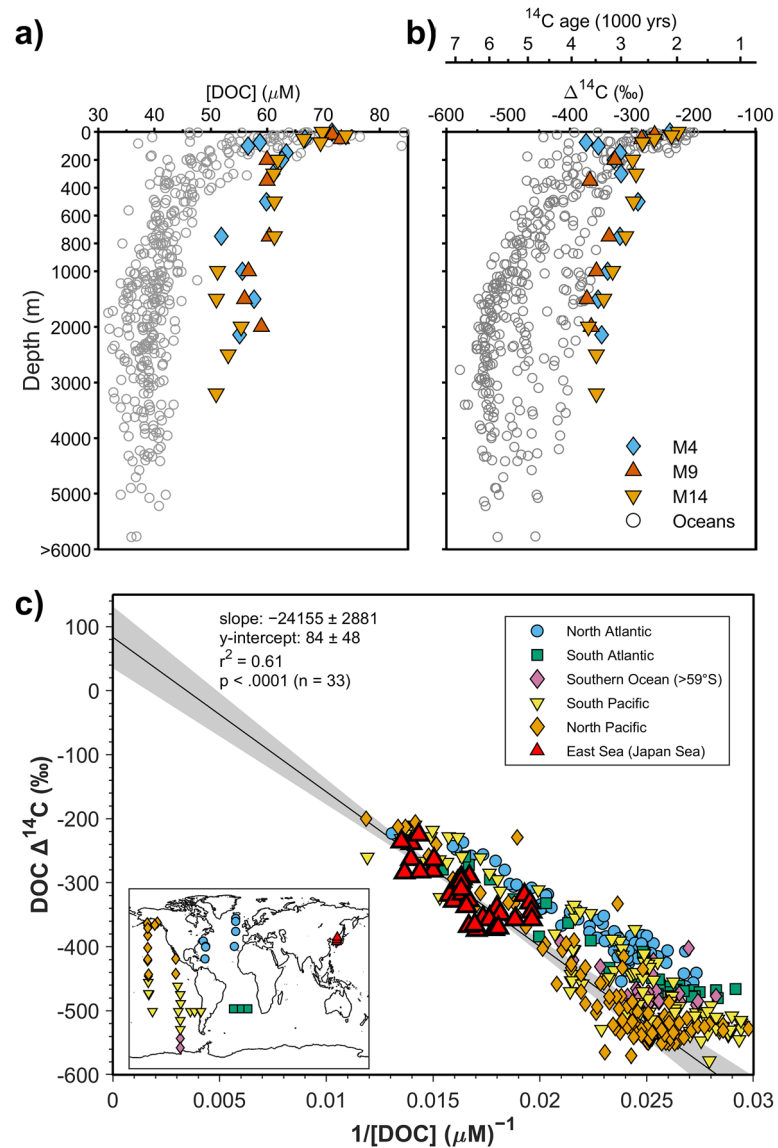 a)
b)
¹⁴C age (1000 yrs)
7 6 5 4 3 2 1
[DOC] (μM)
30 40 50 60 70 80
Δ¹⁴C (‰)
-600 -500 -400 -300 -200 -100
Depth (m)
0
200
400
600
800
1000
2000
3000
4000
5000
>6000
M4
M9
M14
Oceans
c)
slope: −24155 ± 2881
y-intercept: 84 ± 48
r² = 0.61
p < .0001 (n = 33)
North Atlantic
South Atlantic
Southern Ocean (>59°S)
South Pacific
North Pacific
East Sea (Japan Sea)
DOC Δ¹⁴C (‰)
100
0
-100
-200
-300
-400
-500
-600
0 0.005 0.01 0.015 0.02 0.025 0.03
1/[DOC] (μM)⁻¹